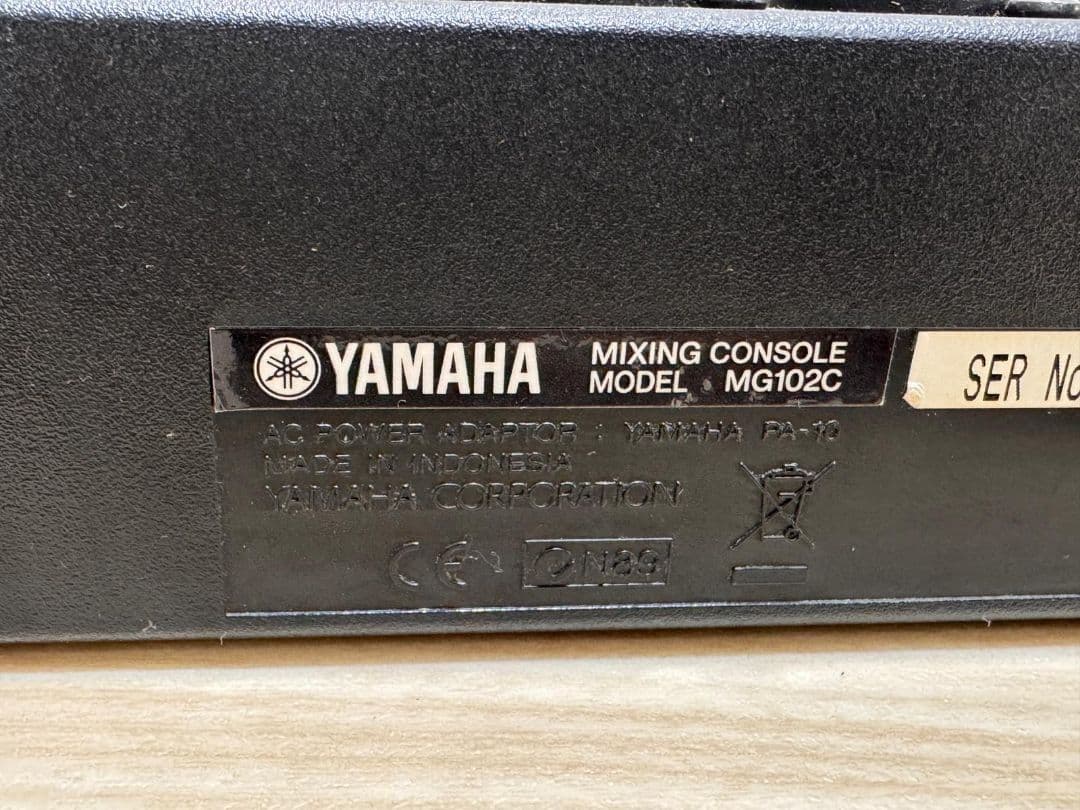 YAMAHA
MIXING CONSOLE
MODEL MG102C
SER No
AC POWER ADAPTOR : YAMAHA PA-10
MADE IN INDONESIA
YAMAHA CORPORATION
CE N89